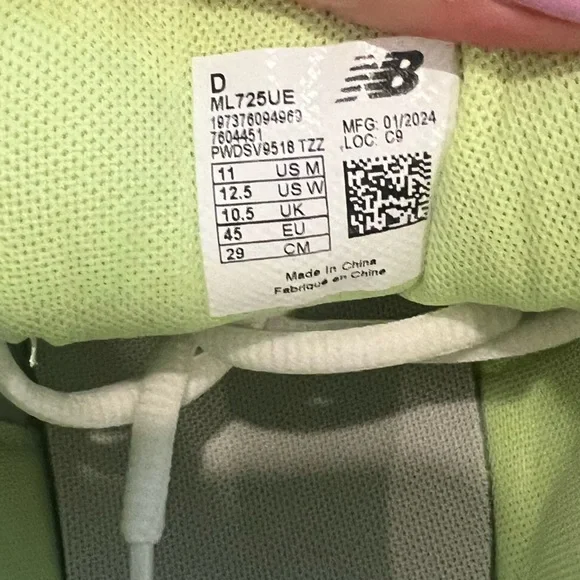 D
ML725UE
197376094969
7604451
PWDSV9518 TZZ
NB
MFG: 01/2024
LOC: C9
11 US M
12.5 US W
10.5 UK
45 EU
29 CM
Made In China
Fabriqué en Chine